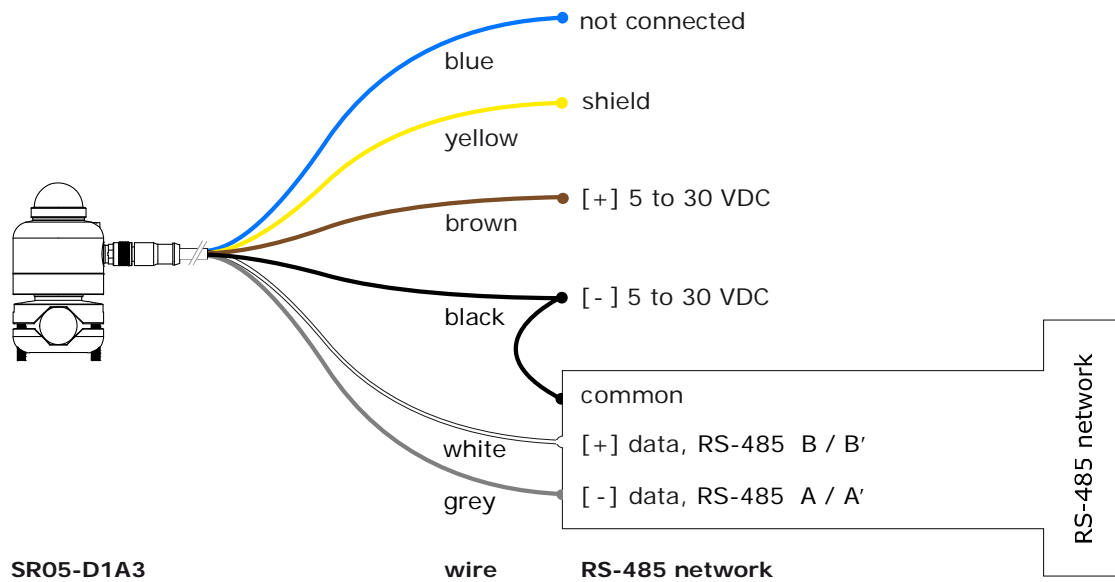 not connected
blue
shield
yellow
[+] 5 to 30 VDC
brown
[-] 5 to 30 VDC
black
common
[+] data, RS-485 B / B′
white
[-] data, RS-485 A / A′
grey
RS-485 network
SR05-D1A3 wire RS-485 network